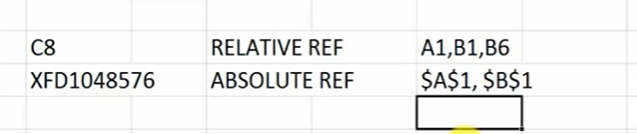 C8 RELATIVE REF A1,B1,B6
XFD1048576 ABSOLUTE REF $A$1, $B$1